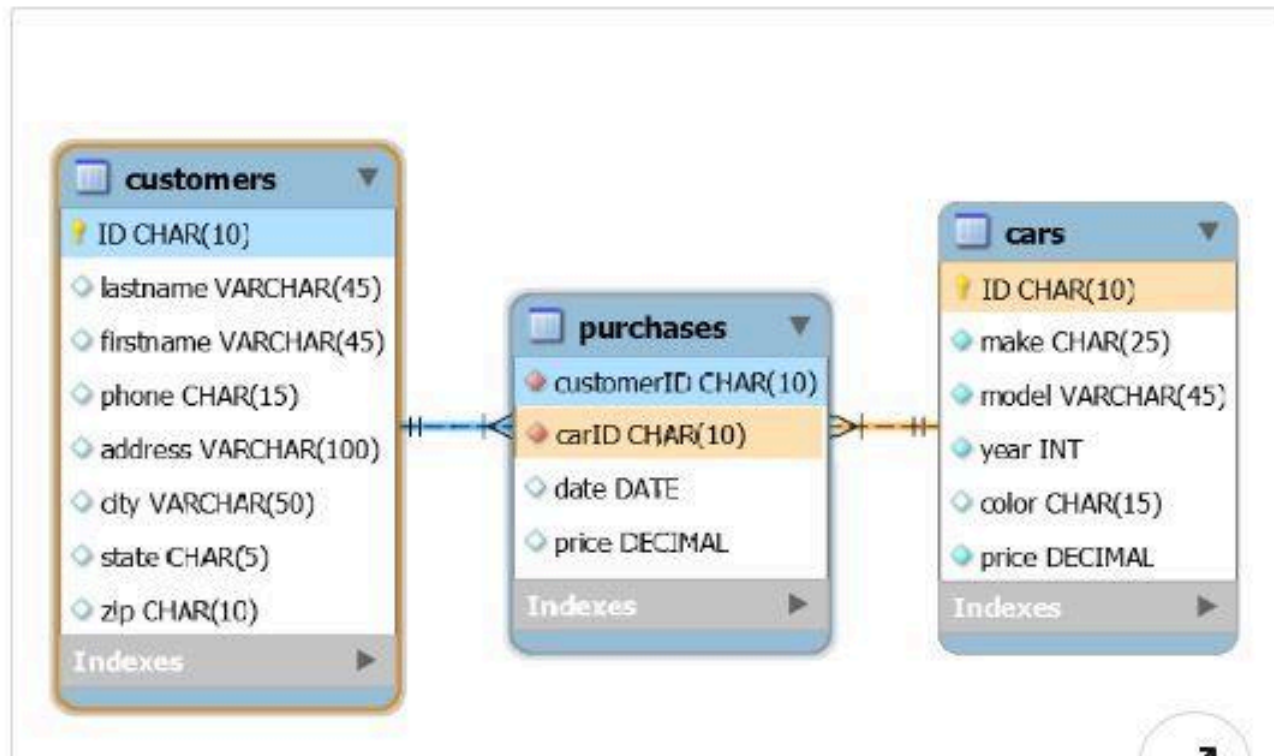 customers
ID CHAR(10)
lastname VARCHAR(45)
firstname VARCHAR(45)
phone CHAR(15)
address VARCHAR(100)
city VARCHAR(50)
state CHAR(5)
zip CHAR(10)
Indexes
purchases
customerID CHAR(10)
carID CHAR(10)
date DATE
price DECIMAL
Indexes
cars
ID CHAR(10)
make CHAR(25)
model VARCHAR(45)
year INT
color CHAR(15)
price DECIMAL
Indexes